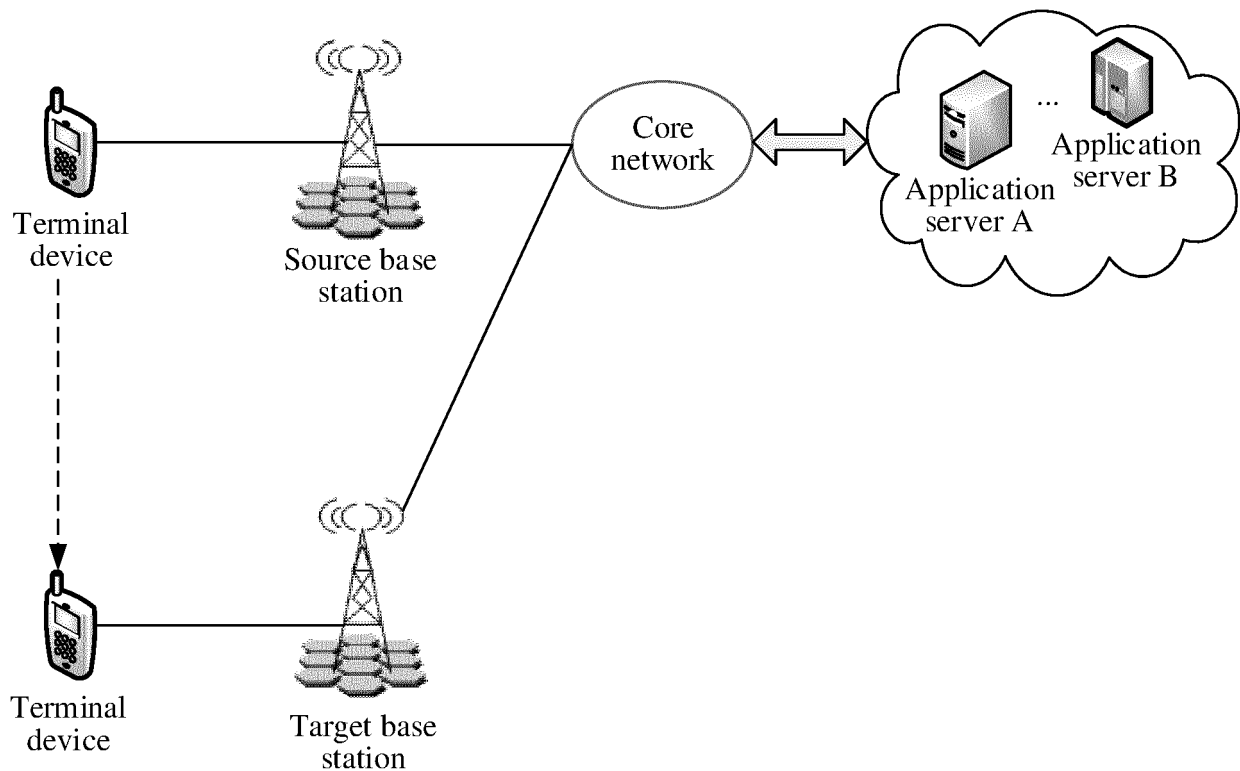 Terminal
device
Source base
station
Core
network
Application
server A
...
Application
server B
Terminal
device
Target base
station